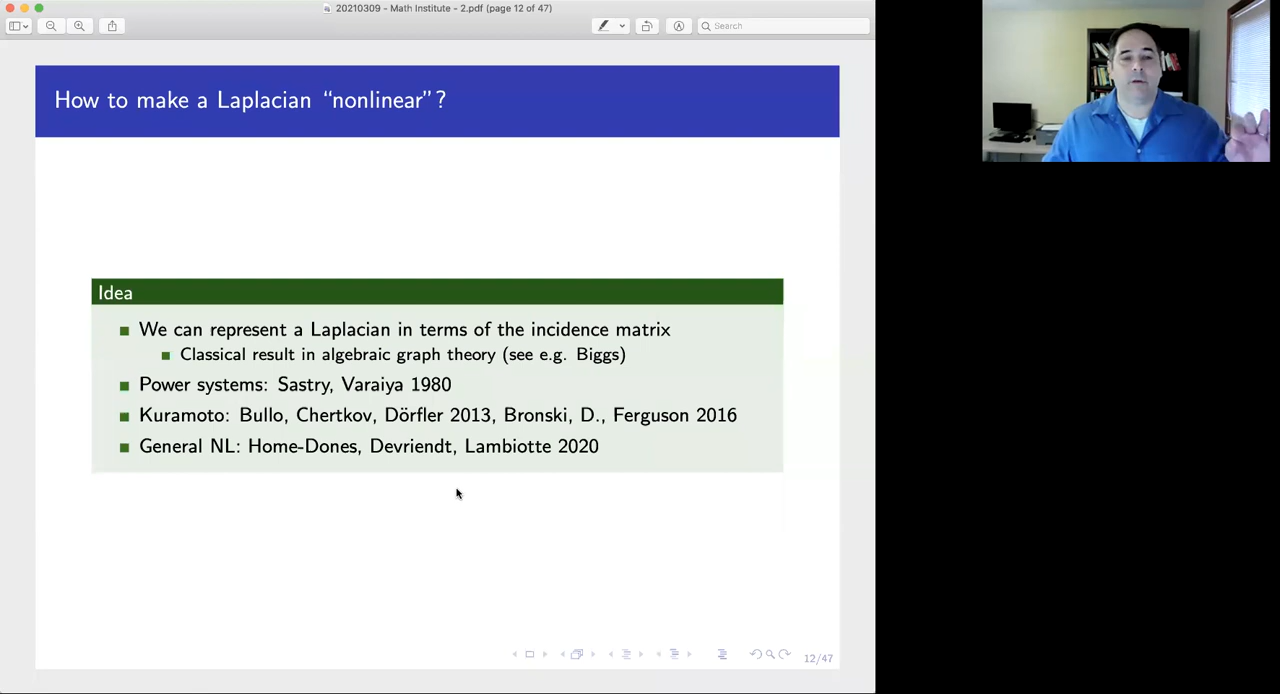 20210309 - Math Institute - 2.pdf (page 12 of 47)
Search
How to make a Laplacian “nonlinear”?
Idea
We can represent a Laplacian in terms of the incidence matrix
Classical result in algebraic graph theory (see e.g. Biggs)
Power systems: Sastry, Varaiya 1980
Kuramoto: Bullo, Chertkov, Dörfler 2013, Bronski, D., Ferguson 2016
General NL: Home-Dones, Devriendt, Lambiotte 2020
12/47